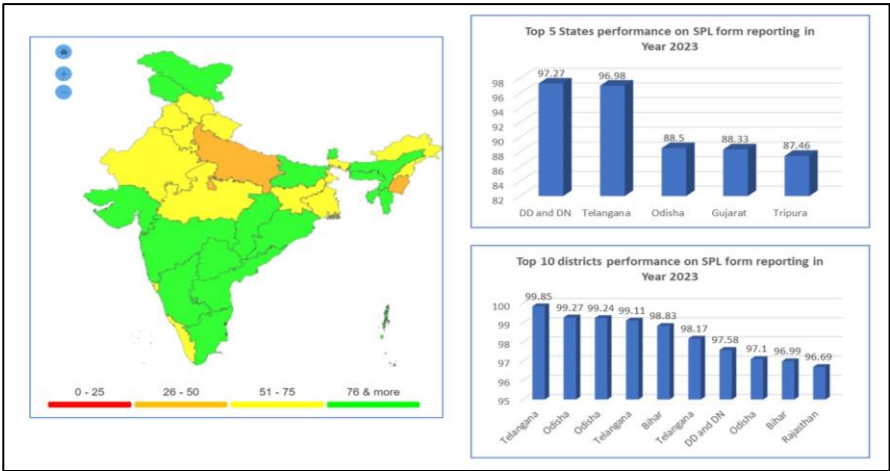 0 - 25
26 - 50
51 - 75
76 & more
Top 5 States performance on SPL form reporting in
Year 2023
98
96
94
92
90
88
86
84
82
97.27
96.98
88.5
88.33
87.46
DD and DN
Telangana
Odisha
Gujarat
Tripura
Top 10 districts performance on SPL form reporting in
Year 2023
100
99
98
97
96
95
99.85
99.27
99.24
99.11
98.83
98.17
97.58
97.1
96.99
96.69
Telangana
Odisha
Odisha
Telangana
Bihar
Telangana
DD and DN
Odisha
Bihar
Rajasthan